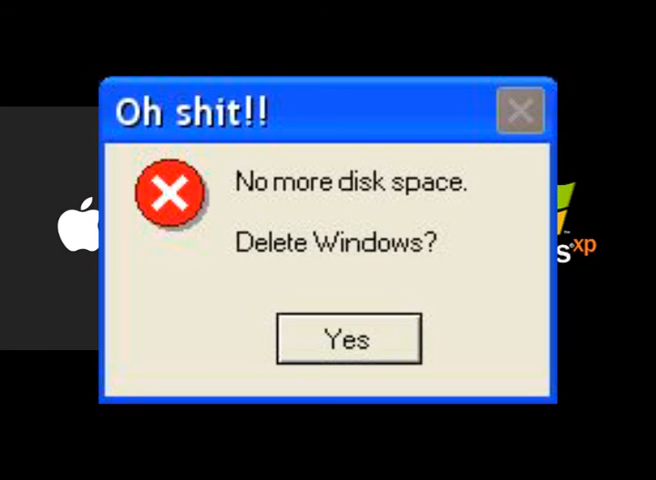 Oh shit!!
No more disk space.
Delete Windows?
s xp
Yes